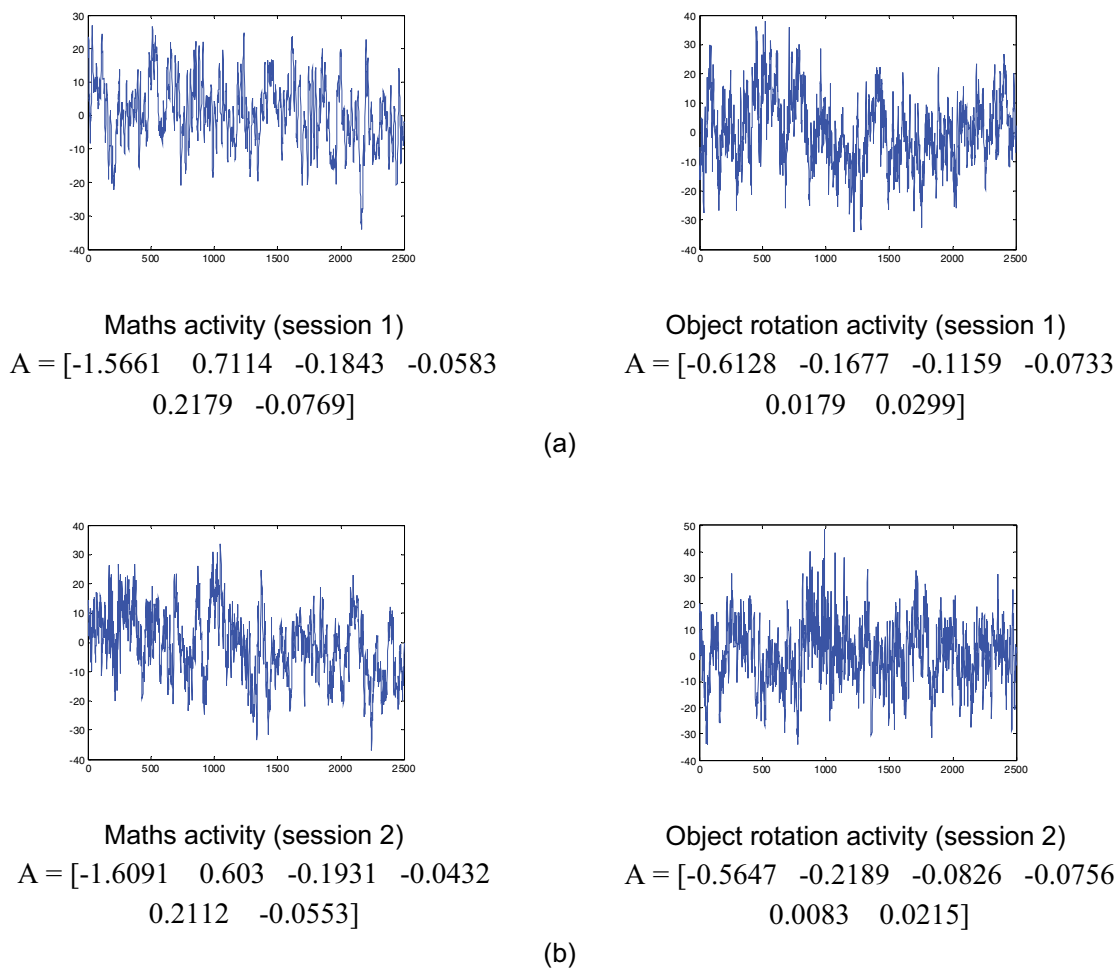 30
20
10
0
-10
-20
-30
-40
0 500 1000 1500 2000 2500
40
30
20
10
0
-10
-20
-30
-40
0 500 1000 1500 2000 2500
Maths activity (session 1)
A = [-1.5661 0.7114 -0.1843 -0.0583
0.2179 -0.0769]
Object rotation activity (session 1)
A = [-0.6128 -0.1677 -0.1159 -0.0733
0.0179 0.0299]
(a)
40
30
20
10
0
-10
-20
-30
-40
0 500 1000 1500 2000 2500
50
40
30
20
10
0
-10
-20
-30
-40
0 500 1000 1500 2000 2500
Maths activity (session 2)
A = [-1.6091 0.603 -0.1931 -0.0432
0.2112 -0.0553]
Object rotation activity (session 2)
A = [-0.5647 -0.2189 -0.0826 -0.0756
0.0083 0.0215]
(b)